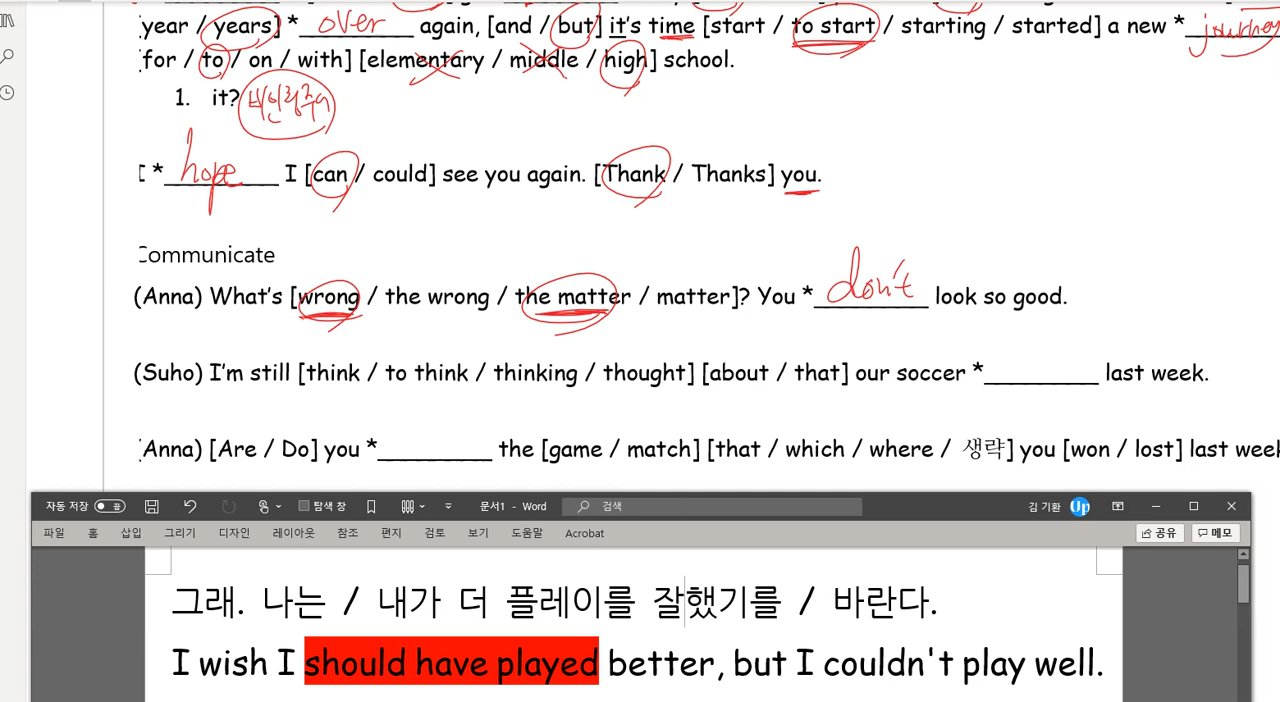 year / years] * over again, [and / but] it's time [start / to start / starting / started] a new * journey
[for / to / on / with] [elementary / middle / high] school.
1. it? 비인칭주어
I * hope I [can / could] see you again. [Thank / Thanks] you.
Communicate
(Anna) What's [wrong / the wrong / the matter / matter]? You * don't look so good.
(Suho) I'm still [think / to think / thinking / thought] [about / that] our soccer *_________ last week.
(Anna) [Are / Do] you *_________ the [game / match] [that / which / where / 생략] you [won / lost] last week
자동 저장 끔 탐색 창 문서1 - Word 검색 김 기환 Up
파일 홈 삽입 그리기 디자인 레이아웃 참조 편지 검토 보기 도움말 Acrobat 공유 메모
그래. 나는 / 내가 더 플레이를 잘했기를 / 바란다.
I wish I should have played better, but I couldn't play well.